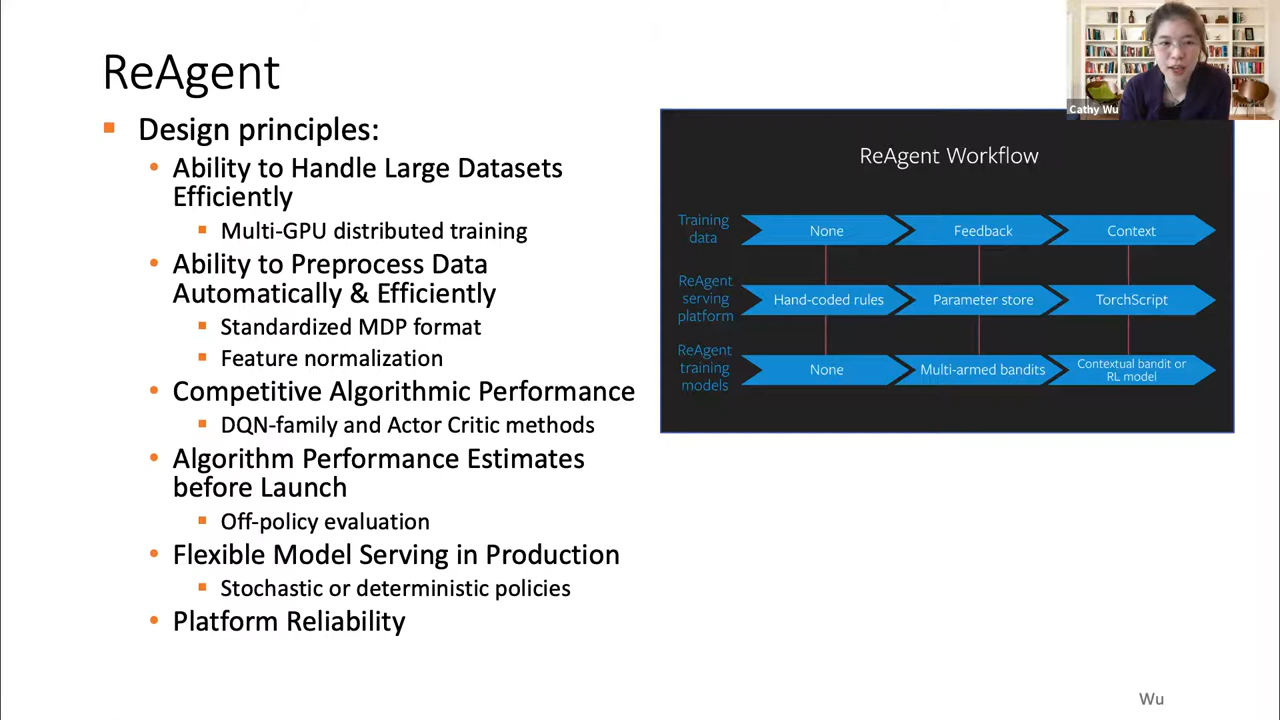 ReAgent
Design principles:
Ability to Handle Large Datasets
Efficiently
Multi-GPU distributed training
Ability to Preprocess Data
Automatically & Efficiently
Standardized MDP format
Feature normalization
Competitive Algorithmic Performance
DQN-family and Actor Critic methods
Algorithm Performance Estimates
before Launch
Off-policy evaluation
Flexible Model Serving in Production
Stochastic or deterministic policies
Platform Reliability
Cathy Wu
ReAgent Workflow
Training
data
None
Feedback
Context
ReAgent
serving
platform
Hand-coded rules
Parameter store
TorchScript
ReAgent
training
models
None
Multi-armed bandits
Contextual bandit or
RL model
Wu